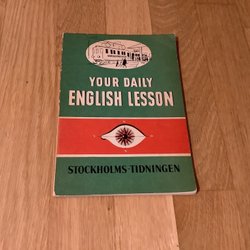 YOUR DAILY
ENGLISH LESSON
STOCKHOLMS-TIDNINGEN